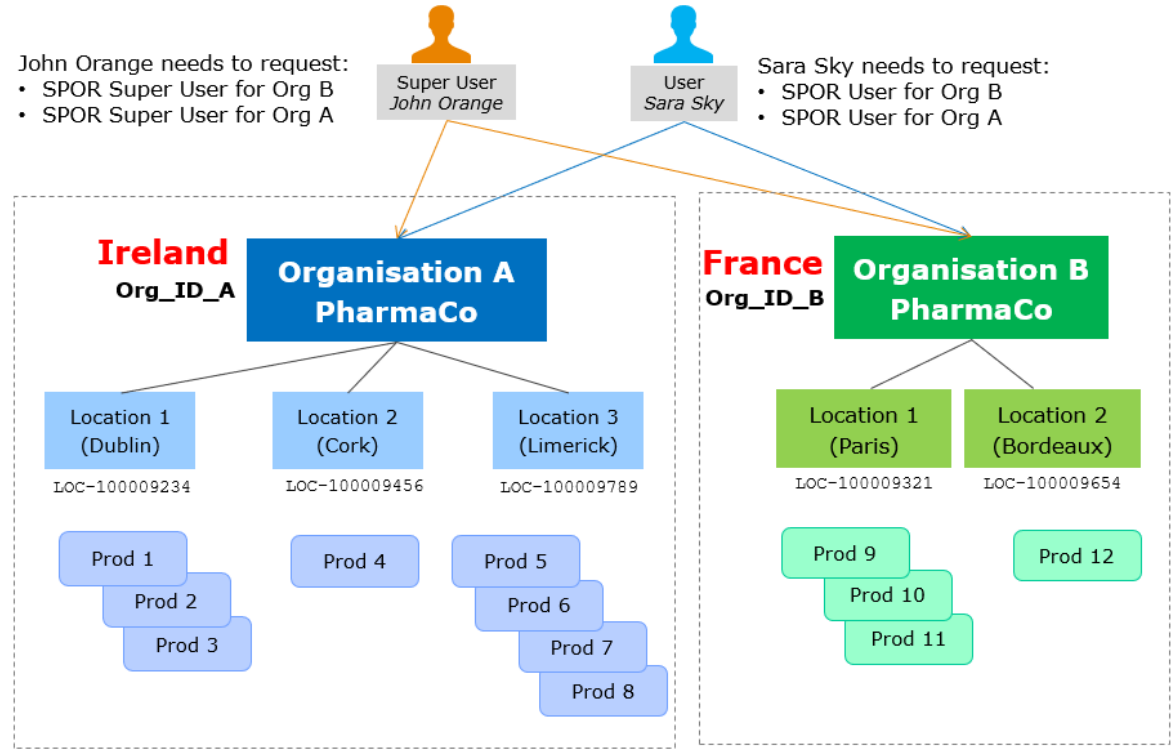 John Orange needs to request:
• SPOR Super User for Org B
• SPOR Super User for Org A
Super User
John Orange
User
Sara Sky
Sara Sky needs to request:
• SPOR User for Org B
• SPOR User for Org A
Ireland
Org_ID_A
Organisation A
PharmaCo
France
Org_ID_B
Organisation B
PharmaCo
Location 1
(Dublin)
LOC-100009234
Location 2
(Cork)
LOC-100009456
Location 3
(Limerick)
LOC-100009789
Location 1
(Paris)
LOC-100009321
Location 2
(Bordeaux)
LOC-100009654
Prod 1
Prod 2
Prod 3
Prod 4
Prod 5
Prod 6
Prod 7
Prod 8
Prod 9
Prod 10
Prod 11
Prod 12